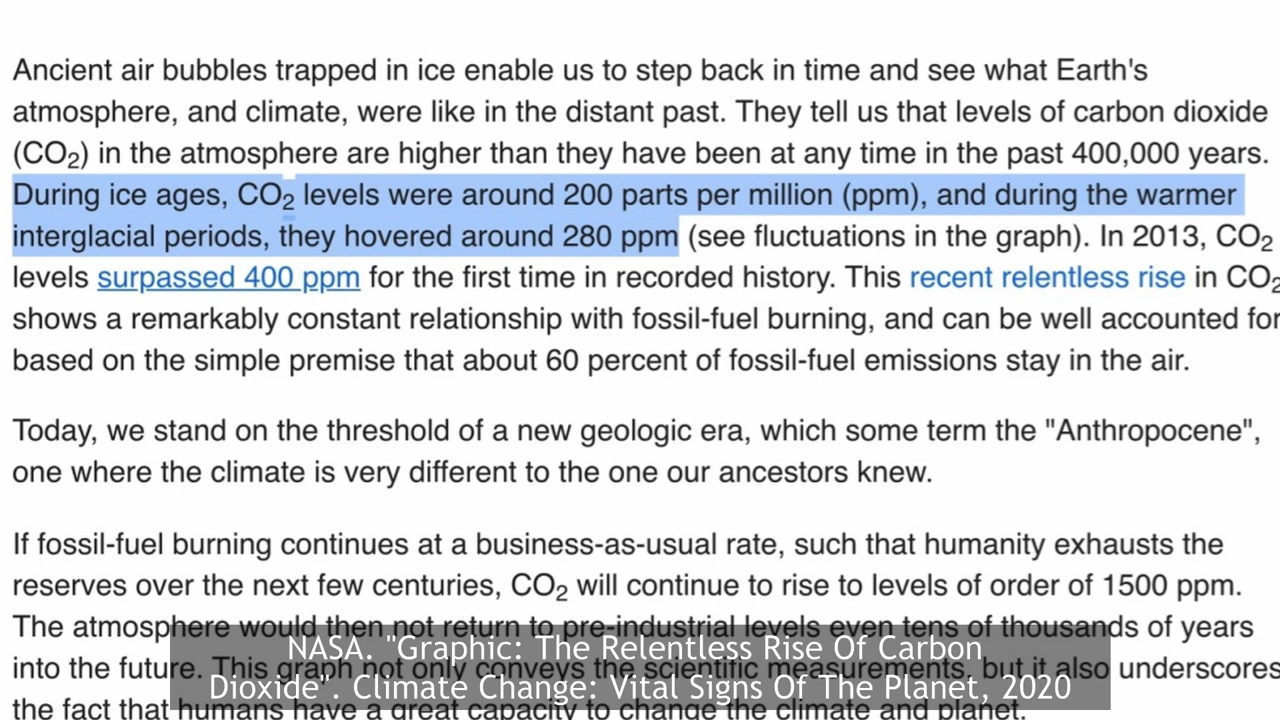 Ancient air bubbles trapped in ice enable us to step back in time and see what Earth's
atmosphere, and climate, were like in the distant past. They tell us that levels of carbon dioxide
(CO₂) in the atmosphere are higher than they have been at any time in the past 400,000 years.
During ice ages, CO₂ levels were around 200 parts per million (ppm), and during the warmer
interglacial periods, they hovered around 280 ppm (see fluctuations in the graph). In 2013, CO₂
levels surpassed 400 ppm for the first time in recorded history. This recent relentless rise in CO₂
shows a remarkably constant relationship with fossil-fuel burning, and can be well accounted for
based on the simple premise that about 60 percent of fossil-fuel emissions stay in the air.
Today, we stand on the threshold of a new geologic era, which some term the "Anthropocene",
one where the climate is very different to the one our ancestors knew.
If fossil-fuel burning continues at a business-as-usual rate, such that humanity exhausts the
reserves over the next few centuries, CO₂ will continue to rise to levels of order of 1500 ppm.
The atmosphere would then not return to pre-industrial levels even tens of thousands of years
into the future. This graph not only conveys the scientific measurements, but it also underscores
the fact that humans have a great capacity to change the climate and planet.
NASA. "Graphic: The Relentless Rise Of Carbon
Dioxide". Climate Change: Vital Signs Of The Planet, 2020